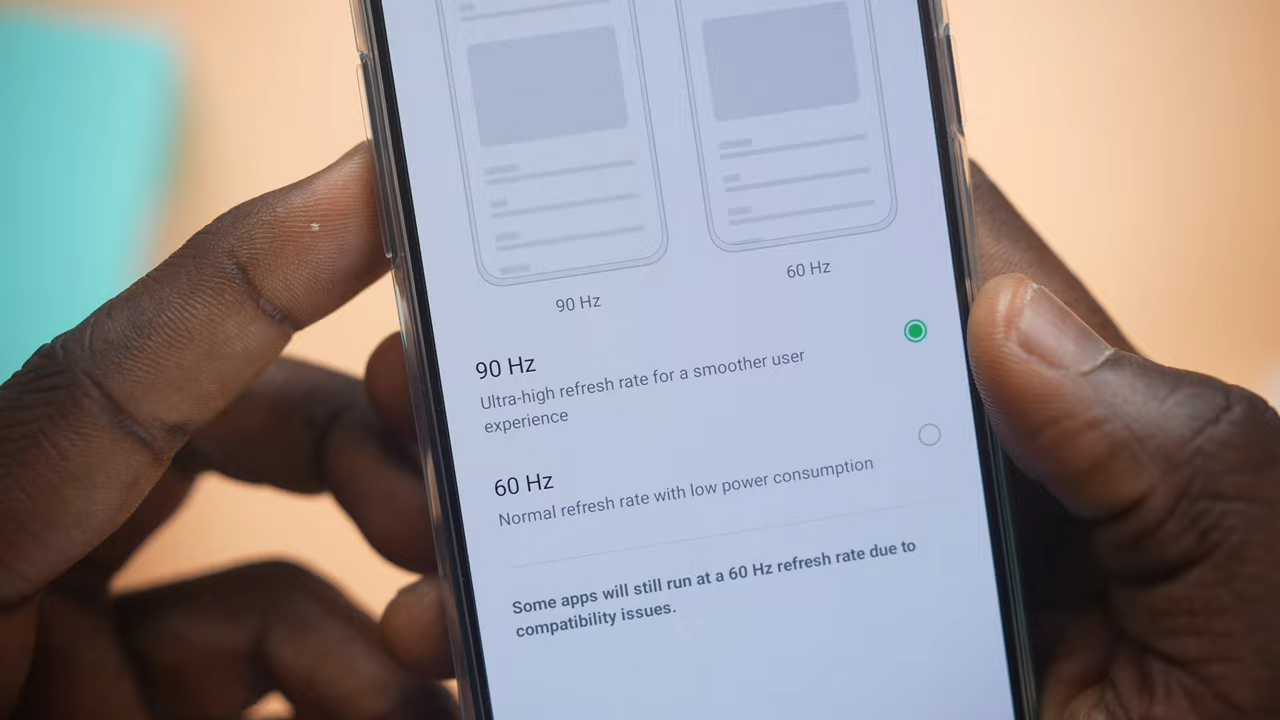 90 Hz
60 Hz
90 Hz
Ultra-high refresh rate for a smoother user
experience
60 Hz
Normal refresh rate with low power consumption
Some apps will still run at a 60 Hz refresh rate due to
compatibility issues.